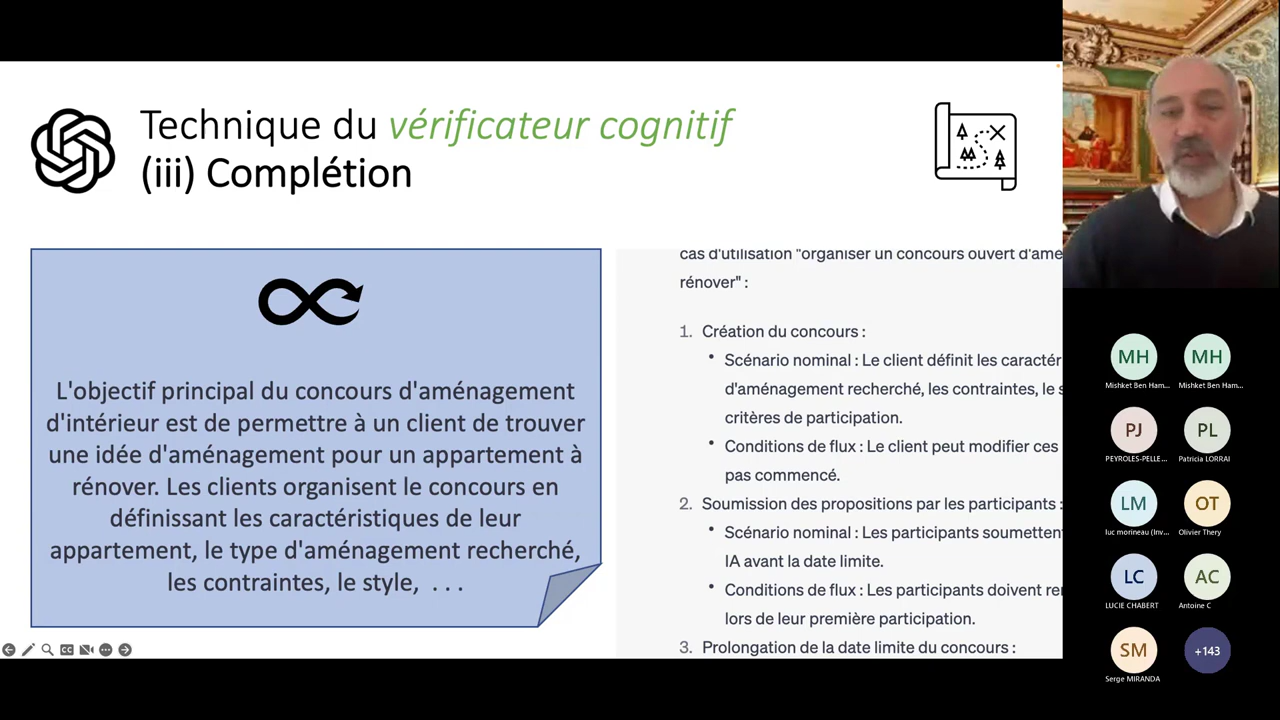 Technique du vérificateur cognitif
(iii) Complétion
L'objectif principal du concours d'aménagement
d'intérieur est de permettre à un client de trouver
une idée d'aménagement pour un appartement à
rénover. Les clients organisent le concours en
définissant les caractéristiques de leur
appartement, le type d'aménagement recherché,
les contraintes, le style, . . .
cas d'utilisation "organiser un concours ouvert d'amé
rénover" :
1. Création du concours :
• Scénario nominal : Le client définit les caractér
d'aménagement recherché, les contraintes, le s
critères de participation.
• Conditions de flux : Le client peut modifier ces
pas commencé.
2. Soumission des propositions par les participants :
• Scénario nominal : Les participants soumetten
IA avant la date limite.
• Conditions de flux : Les participants doivent re
lors de leur première participation.
3. Prolongation de la date limite du concours :
MH
Mishket Ben Ham...
MH
Mishket Ben Ham...
PJ
PEYROLES-PELLE...
PL
Patricia LORRAI
LM
luc morineau (Inv...
OT
Olivier Thery
LC
LUCIE CHABERT
AC
Antoine C
SM
Serge MIRANDA
+143